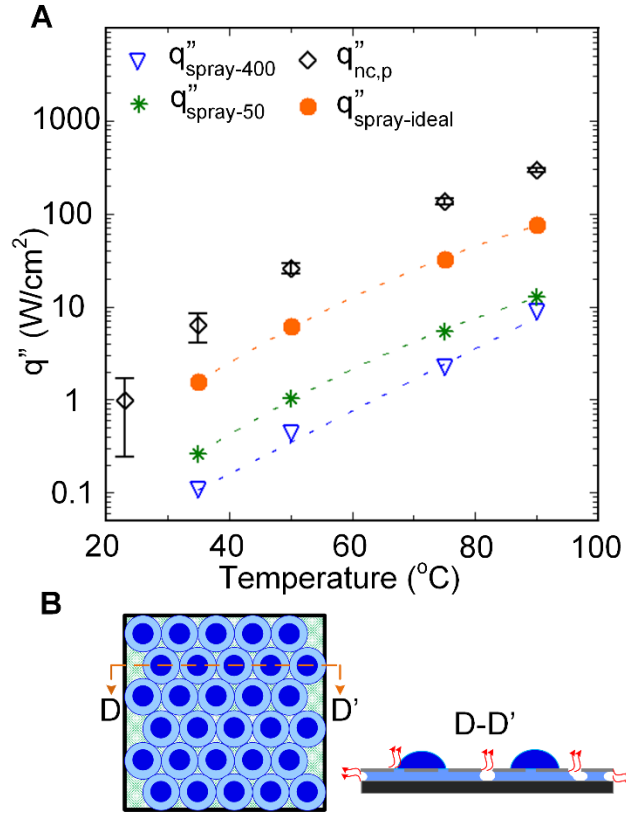 A
q”spray-400
q”nc,p
q”spray-50
q”spray-ideal
1000
100
10
1
0.1
q” (W/cm2)
20 40 60 80 100
Temperature (oC)
B
D D’
D-D’